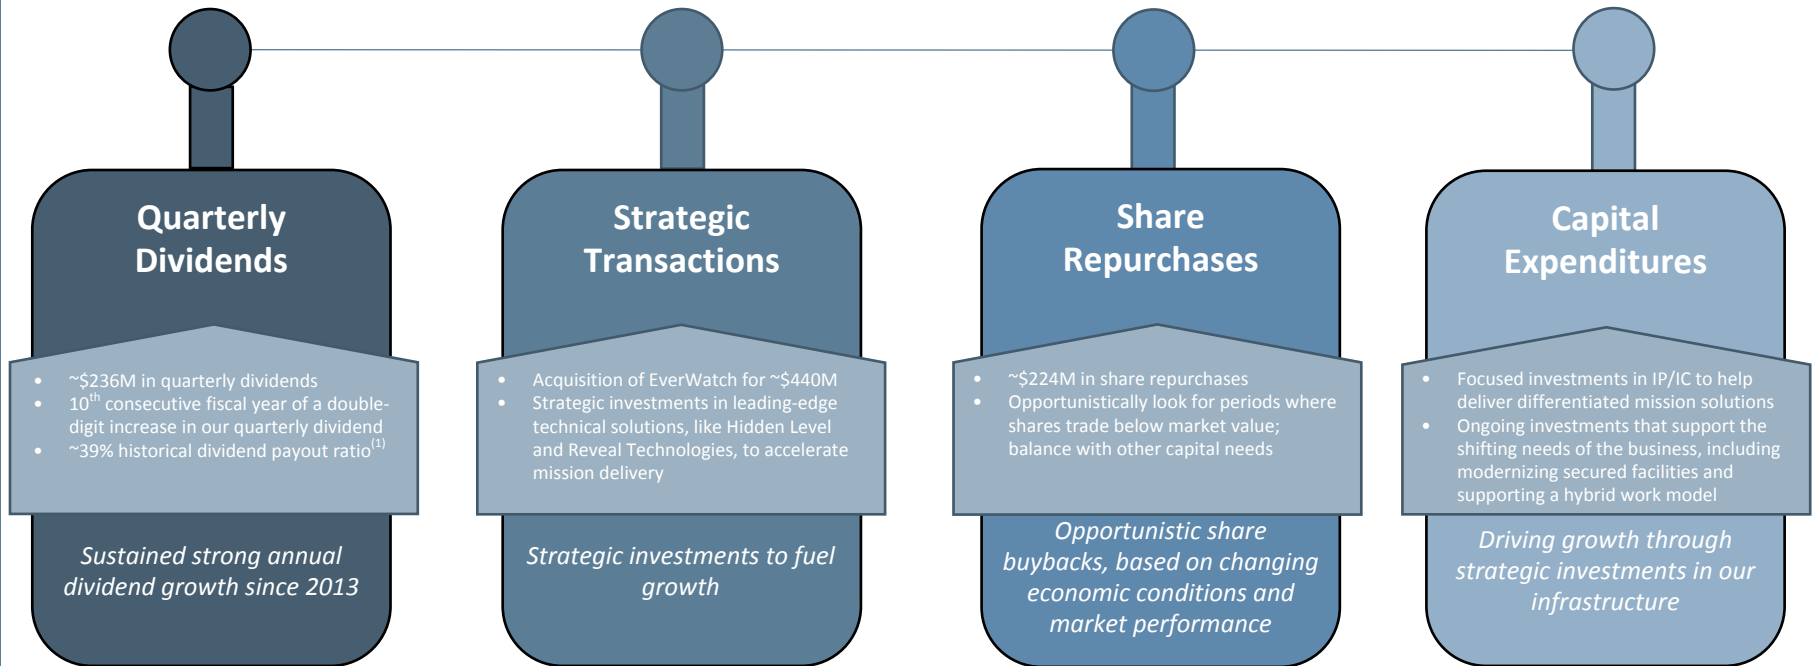 Quarterly
Dividends
• ~$236M in quarterly dividends
• 10th consecutive fiscal year of a double-
digit increase in our quarterly dividend
• ~39% historical dividend payout ratio(1)
Sustained strong annual
dividend growth since 2013
Strategic
Transactions
• Acquisition of EverWatch for ~$440M
• Strategic investments in leading-edge
technical solutions, like Hidden Level
and Reveal Technologies, to accelerate
mission delivery
Strategic investments to fuel
growth
Share
Repurchases
• ~$224M in share repurchases
• Opportunistically look for periods where
shares trade below market value;
balance with other capital needs
Opportunistic share
buybacks, based on changing
economic conditions and
market performance
Capital
Expenditures
• Focused investments in IP/IC to help
deliver differentiated mission solutions
• Ongoing investments that support the
shifting needs of the business, including
modernizing secured facilities and
supporting a hybrid work model
Driving growth through
strategic investments in our
infrastructure